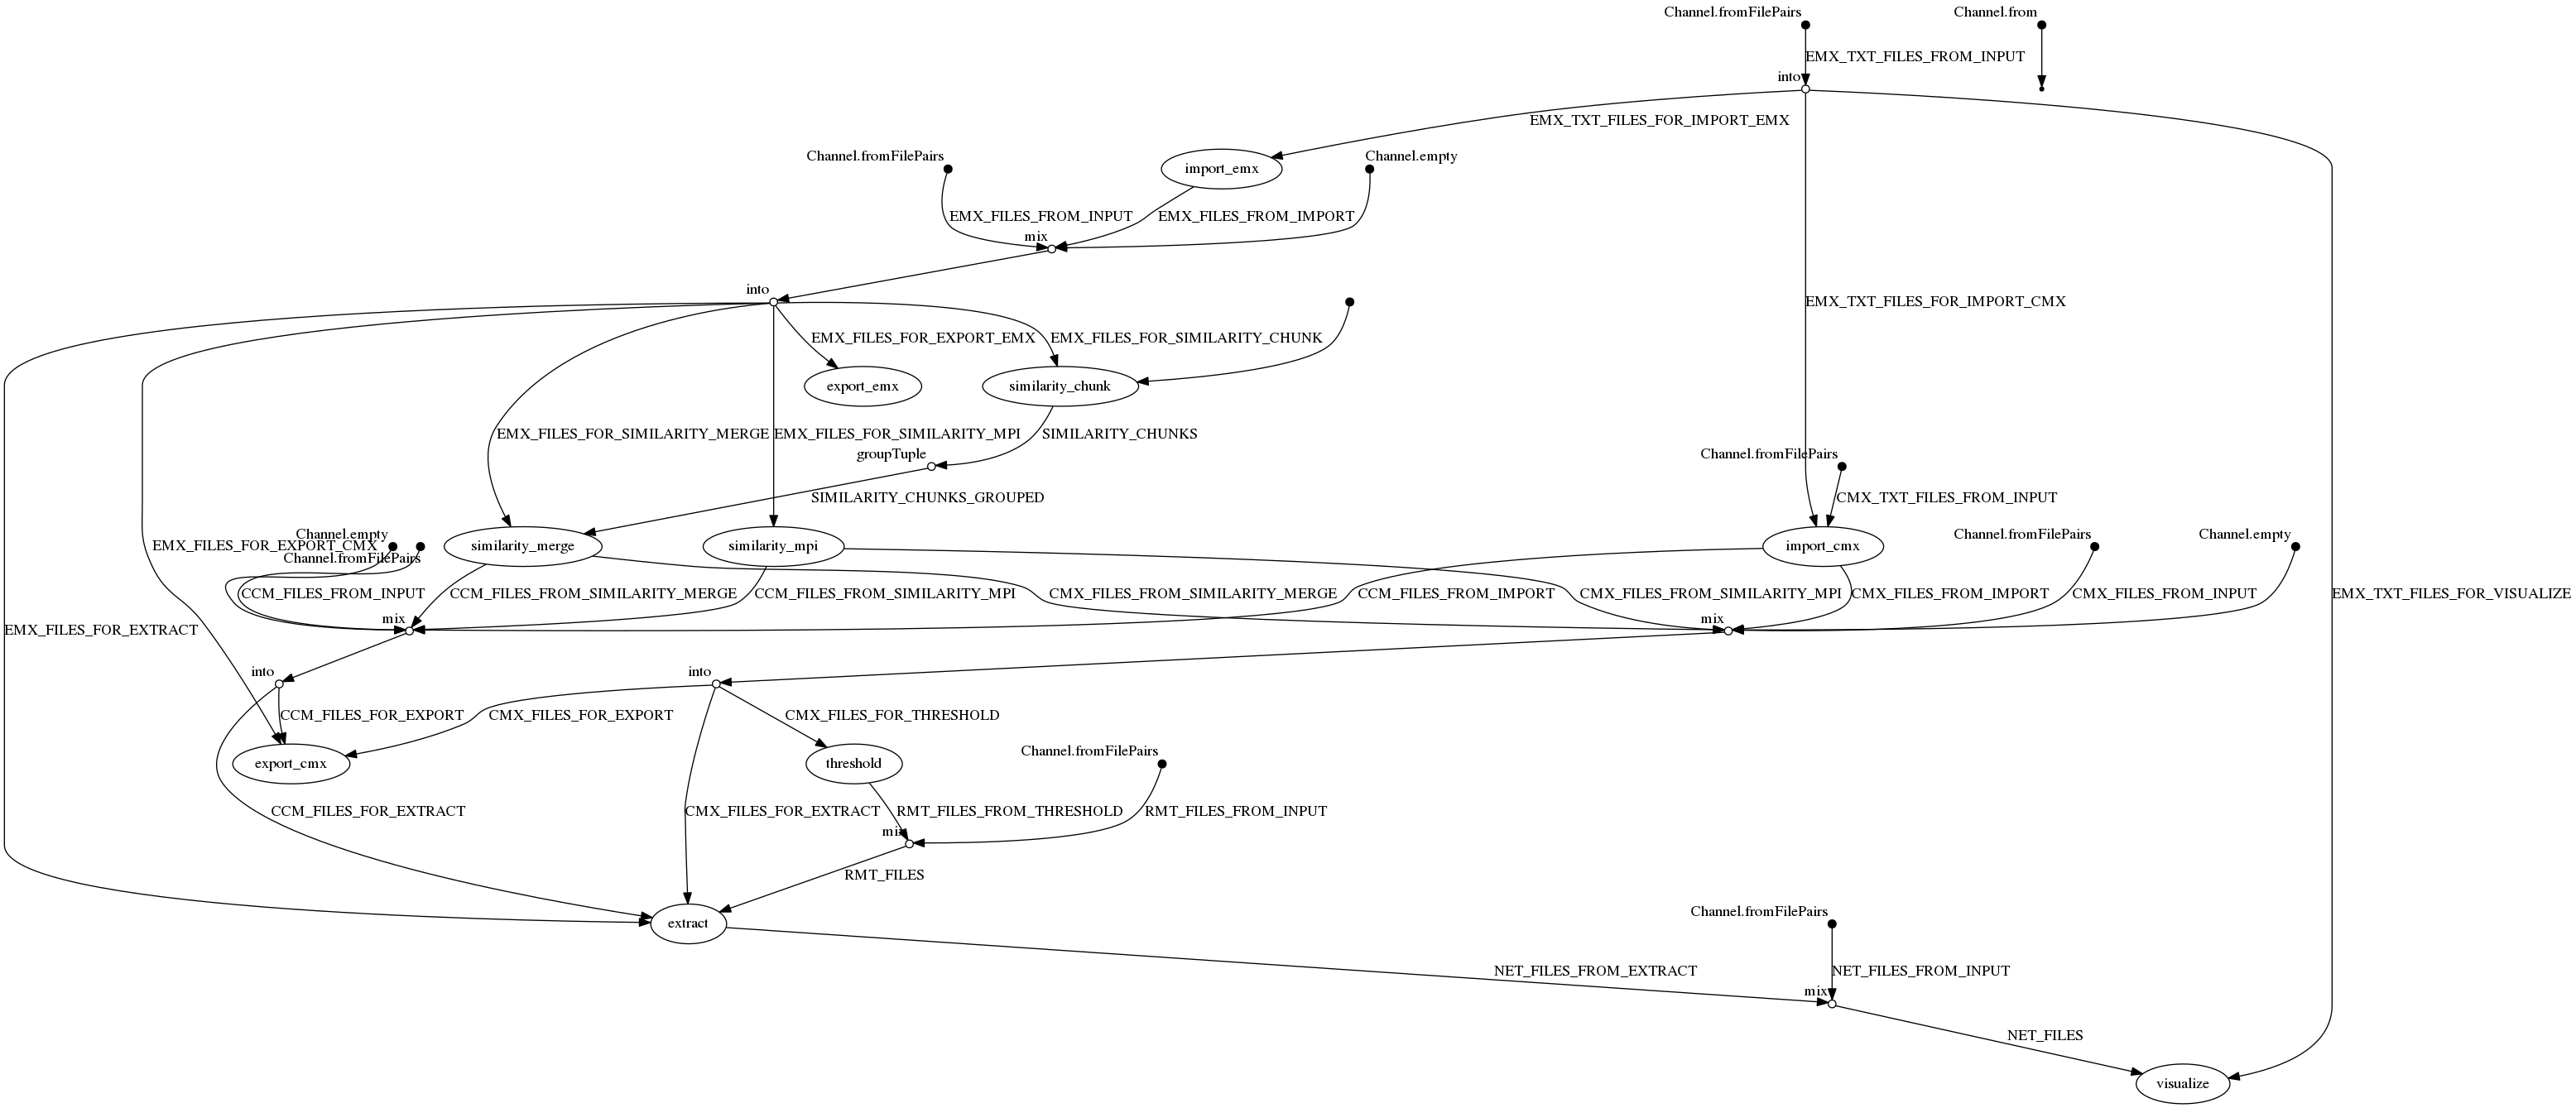 Channel.fromFilePairs
Channel.from
EMX_TXT_FILES_FROM_INPUT
into
EMX_TXT_FILES_FOR_IMPORT_EMX
Channel.fromFilePairs
import_emx
Channel.empty
EMX_FILES_FROM_INPUT
EMX_FILES_FROM_IMPORT
mix
into
EMX_TXT_FILES_FOR_IMPORT_CMX
EMX_FILES_FOR_EXPORT_EMX
EMX_FILES_FOR_SIMILARITY_CHUNK
export_emx
similarity_chunk
EMX_FILES_FOR_SIMILARITY_MERGE
EMX_FILES_FOR_SIMILARITY_MPI
SIMILARITY_CHUNKS
groupTuple
Channel.fromFilePairs
SIMILARITY_CHUNKS_GROUPED
CMX_TXT_FILES_FROM_INPUT
Channel.empty
EMX_FILES_FOR_EXPORT_CMX
Channel.fromFilePairs
similarity_merge
similarity_mpi
import_cmx
Channel.fromFilePairs
Channel.empty
CCM_FILES_FROM_INPUT
CCM_FILES_FROM_SIMILARITY_MERGE
CCM_FILES_FROM_SIMILARITY_MPI
CMX_FILES_FROM_SIMILARITY_MERGE
CCM_FILES_FROM_IMPORT
CMX_FILES_FROM_SIMILARITY_MPI
CMX_FILES_FROM_IMPORT
CMX_FILES_FROM_INPUT
EMX_TXT_FILES_FOR_VISUALIZE
EMX_FILES_FOR_EXTRACT
mix
mix
into
into
CCM_FILES_FOR_EXPORT
CMX_FILES_FOR_EXPORT
CMX_FILES_FOR_THRESHOLD
export_cmx
threshold
Channel.fromFilePairs
CCM_FILES_FOR_EXTRACT
CMX_FILES_FOR_EXTRACT
RMT_FILES_FROM_THRESHOLD
RMT_FILES_FROM_INPUT
mix
RMT_FILES
extract
Channel.fromFilePairs
NET_FILES_FROM_EXTRACT
NET_FILES_FROM_INPUT
mix
NET_FILES
visualize